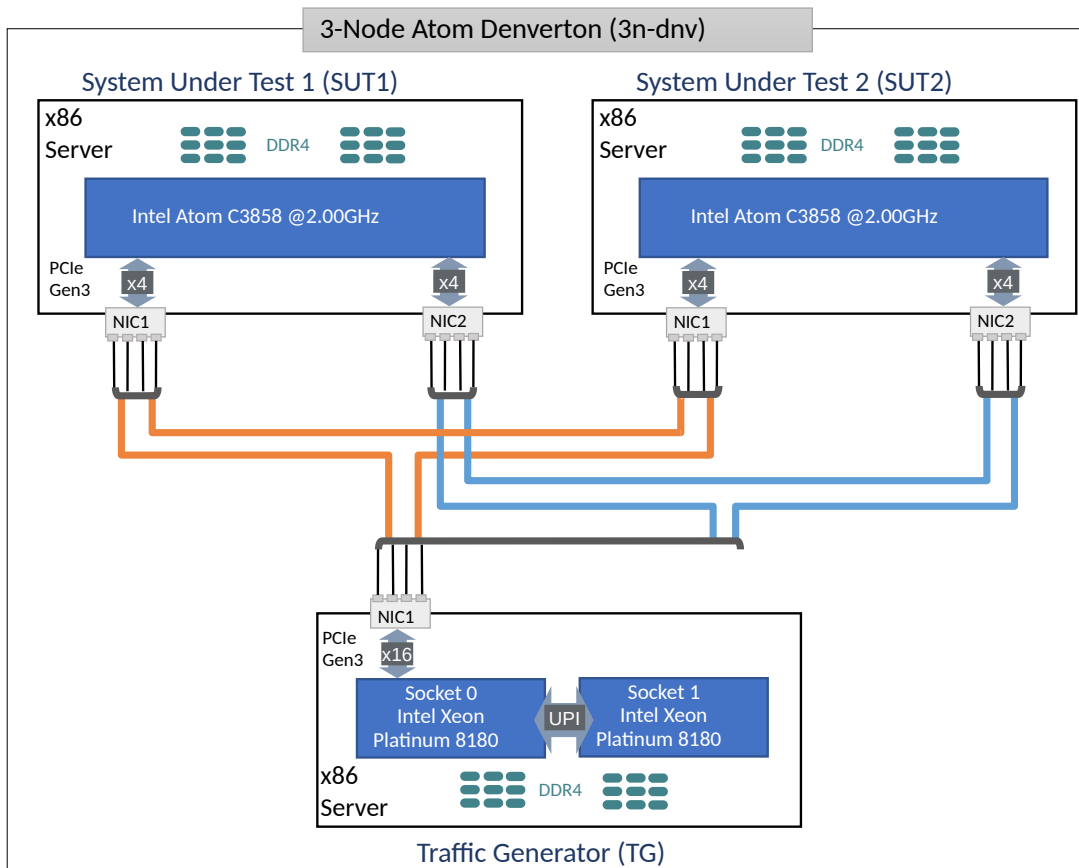 3-Node Atom Denverton (3n-dnv)
System Under Test 1 (SUT1)
System Under Test 2 (SUT2)
x86
Server
DDR4
Intel Atom C3858 @2.00GHz
PCIe
Gen3
x4
x4
NIC1
NIC2
x86
Server
DDR4
Intel Atom C3858 @2.00GHz
PCIe
Gen3
x4
x4
NIC1
NIC2
NIC1
PCIe
Gen3
x16
Socket 0
Intel Xeon
Platinum 8180
UPI
Socket 1
Intel Xeon
Platinum 8180
x86
Server
DDR4
Traffic Generator (TG)